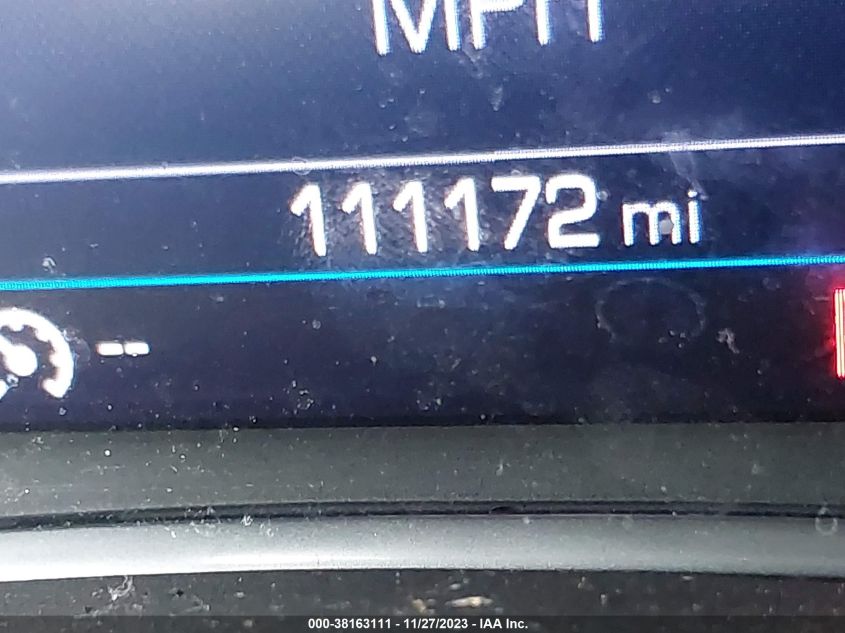 MPH
111172 mi
--
000-38163111 - 11/27/2023 - IAA Inc.